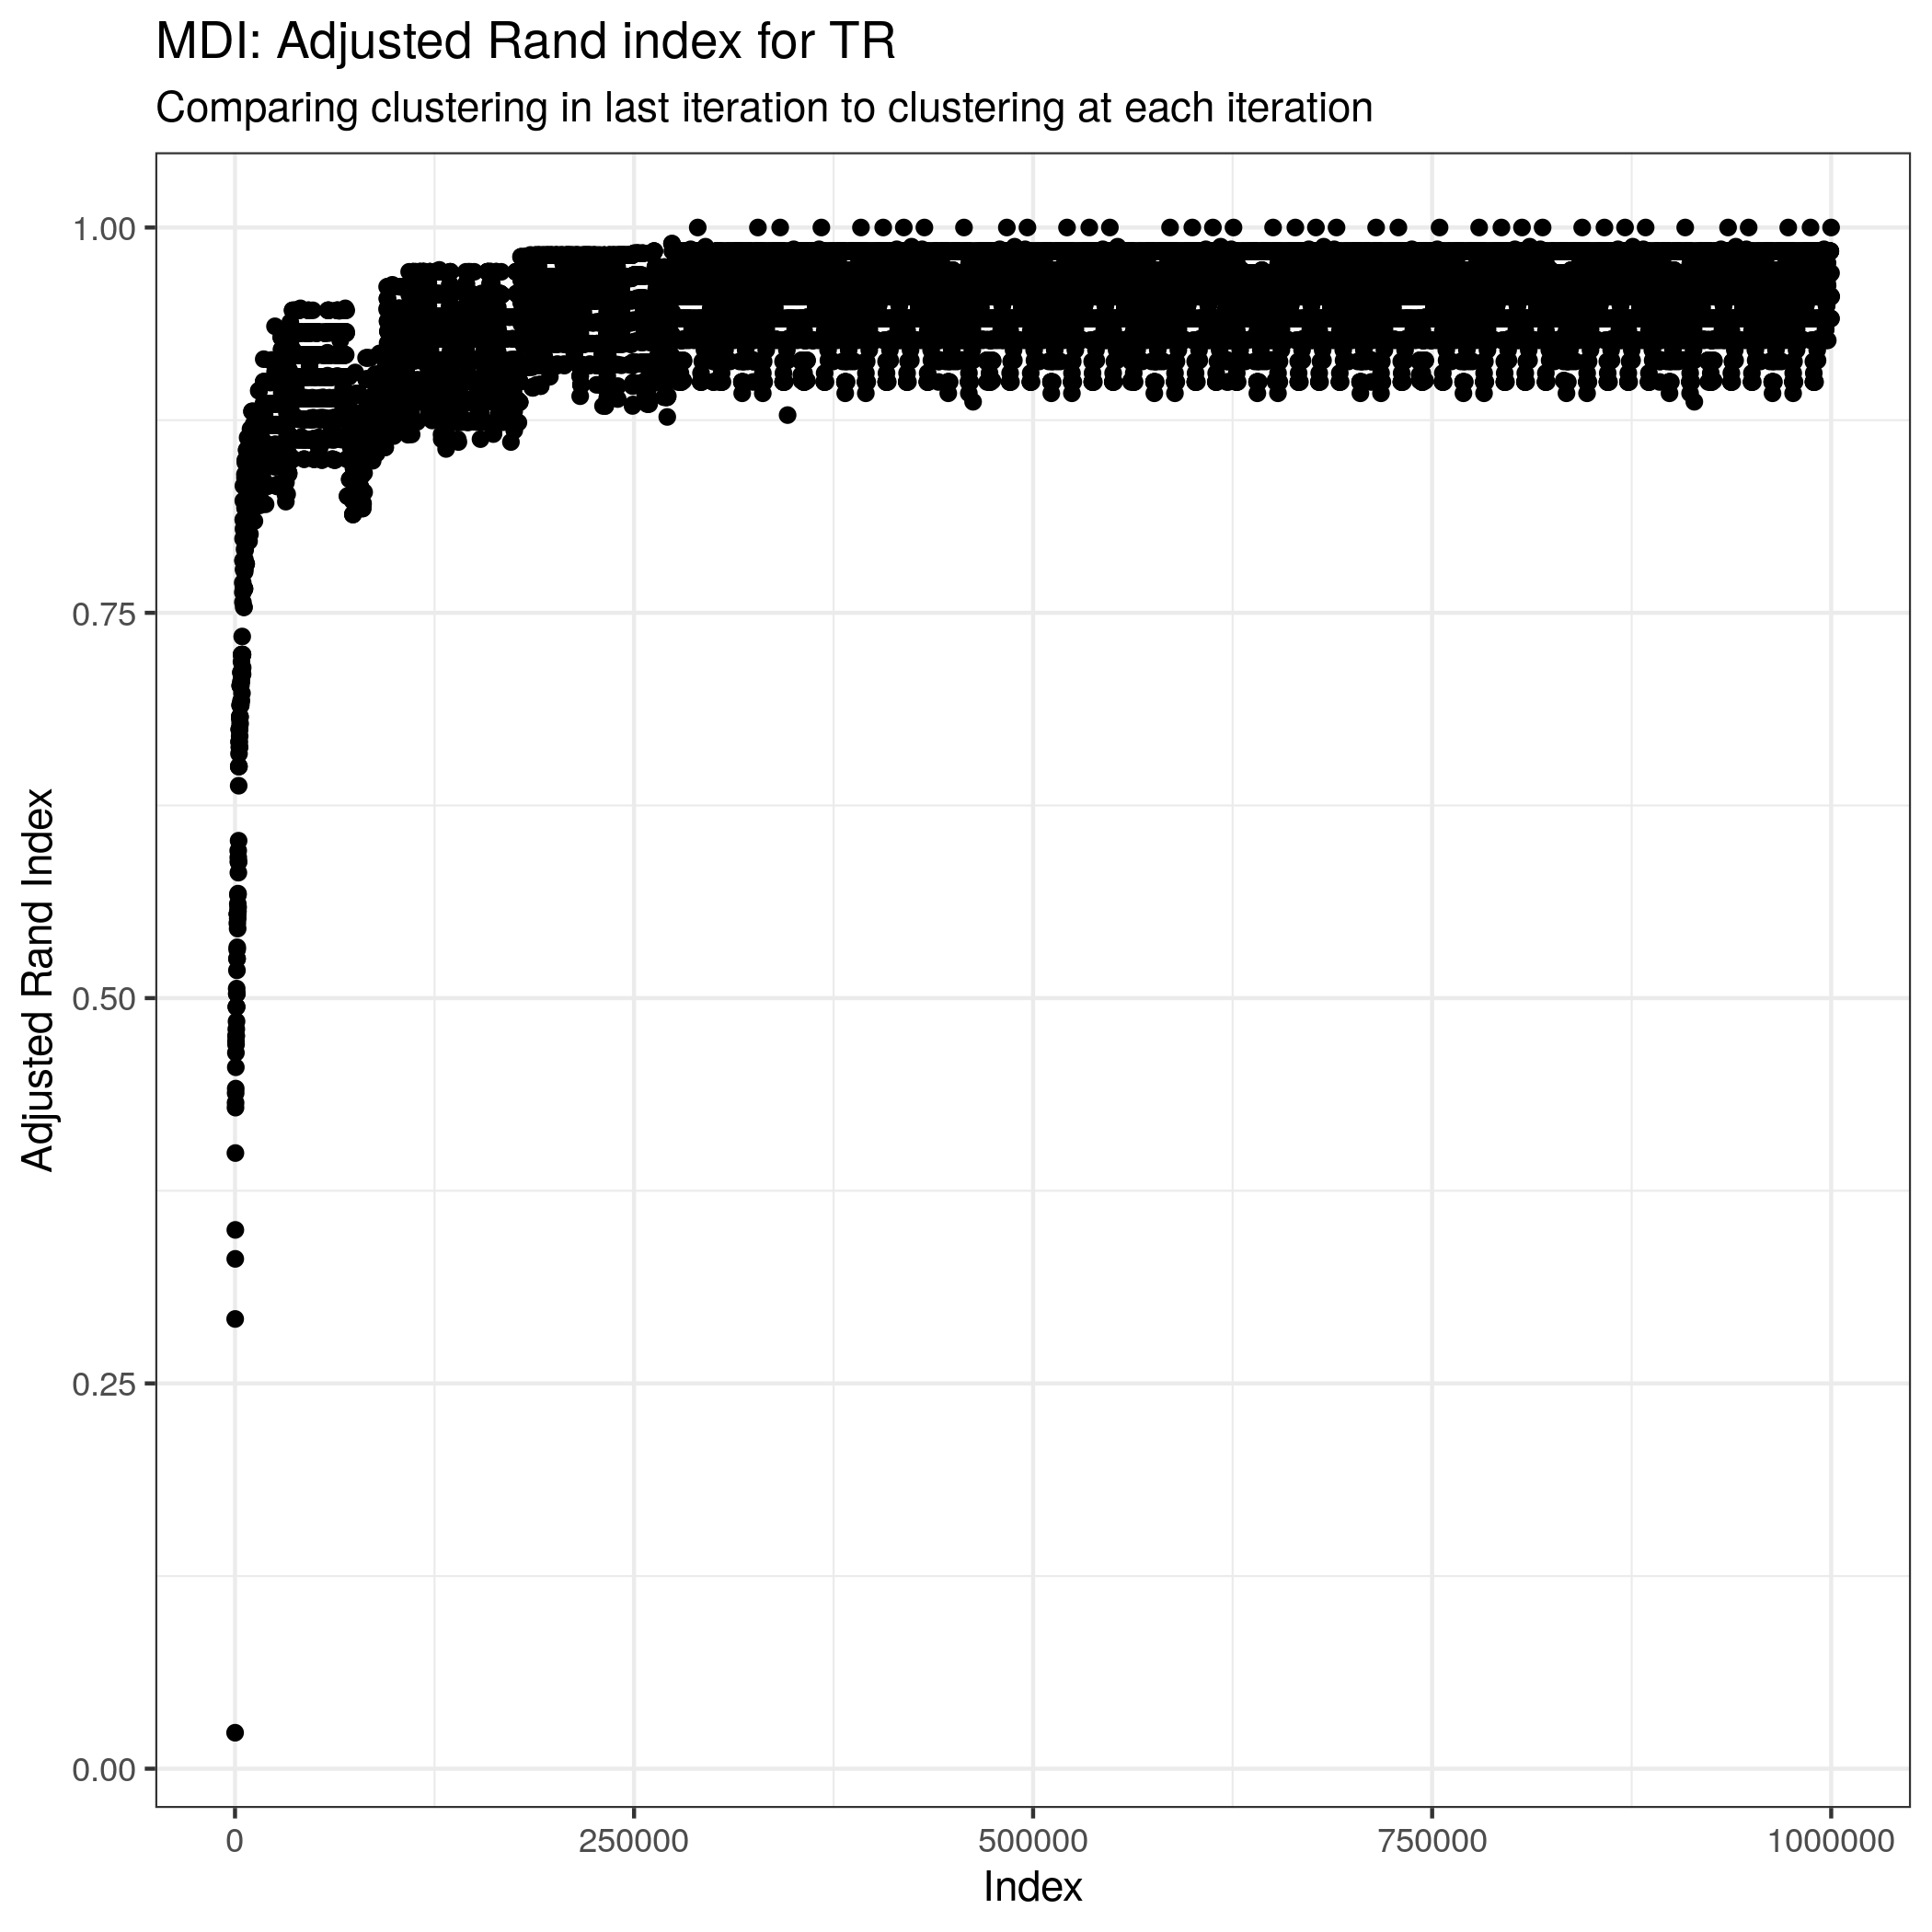 MDI: Adjusted Rand index for TR
Comparing clustering in last iteration to clustering at each iteration
Adjusted Rand Index
1.00
0.75
0.50
0.25
0.00
0
250000
500000
750000
1000000
Index